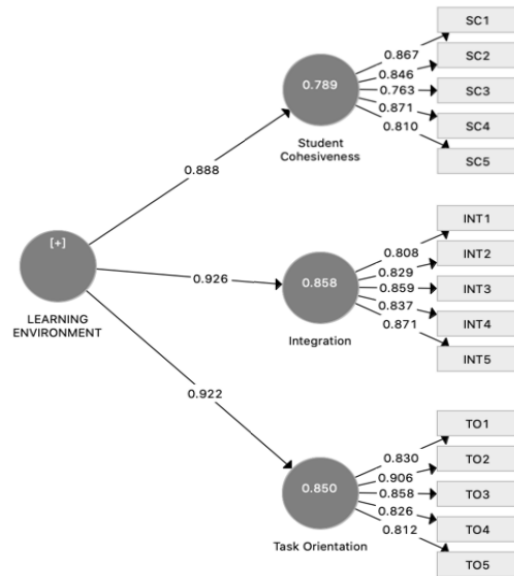 SC1
0.867
SC2
0.846
0.789
0.763
SC3
0.871
SC4
0.810
Student
Cohesiveness
SC5
0.888
[+]
LEARNING
ENVIRONMENT
0.926
INT1
0.808
INT2
0.829
0.858
0.859
INT3
0.837
INT4
0.871
Integration
INT5
0.922
TO1
0.830
TO2
0.906
0.850
0.858
TO3
0.826
TO4
0.812
Task Orientation
TO5